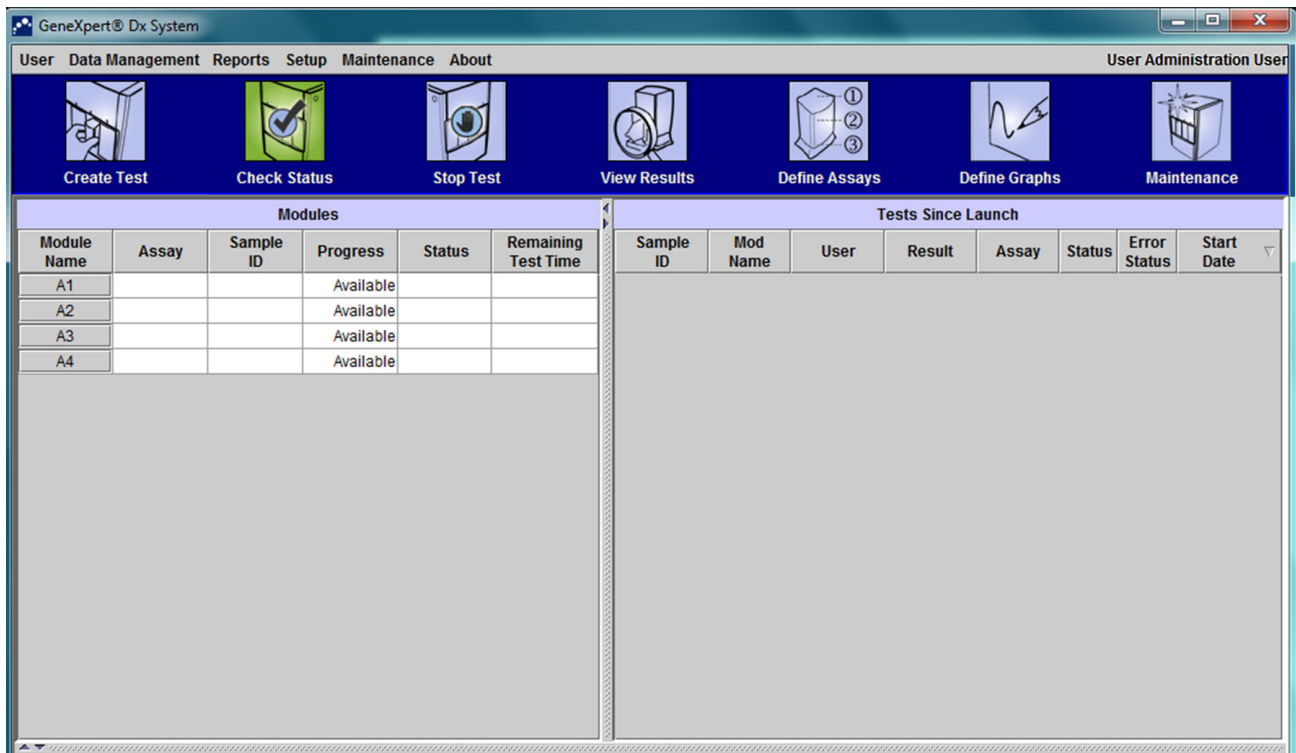 GeneXpert® Dx System
User Data Management Reports Setup Maintenance About User Administration User
① ② ③
Create Test Check Status Stop Test View Results Define Assays Define Graphs Maintenance
Modules
Module Name Assay Sample ID Progress Status Remaining Test Time
A1 Available
A2 Available
A3 Available
A4 Available
Tests Since Launch
Sample ID Mod Name User Result Assay Status Error Status Start Date